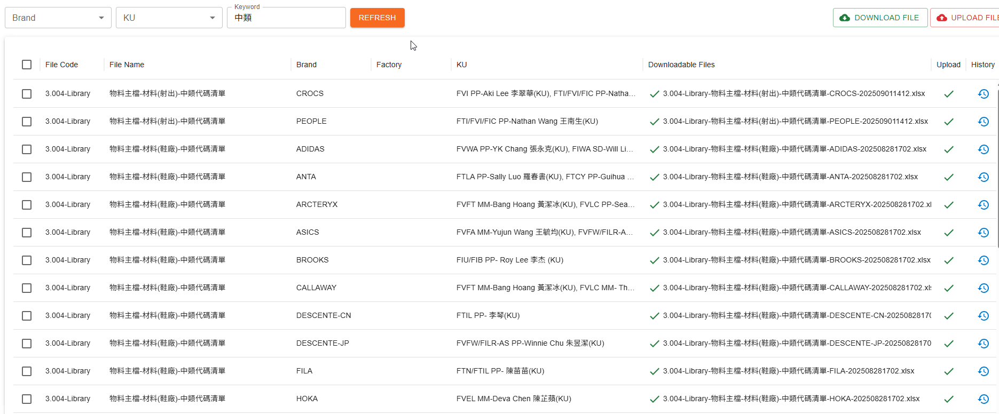 Brand KU Keyword 中類 REFRESH DOWNLOAD FILE UPLOAD FILE
File Code File Name Brand Factory KU Downloadable Files Upload History
3.004-Library 物料主檔-材料(射出)-中類代碼清單 CROCS FVI PP-Aki Lee 李翠華(KU), FTI/FVI/FIC PP-Natha... 3.004-Library-物料主檔-材料(射出)-中類代碼清單-CROCS-202509011412.xlsx
3.004-Library 物料主檔-材料(射出)-中類代碼清單 PEOPLE FTI/FVI/FIC PP-Nathan Wang 王南生(KU) 3.004-Library-物料主檔-材料(射出)-中類代碼清單-PEOPLE-202509011412.xlsx
3.004-Library 物料主檔-材料(鞋廠)-中類代碼清單 ADIDAS FVWA PP-YK Chang 張永克(KU), FIWA SD-Will Li... 3.004-Library-物料主檔-材料(鞋廠)-中類代碼清單-ADIDAS-202508281702.xlsx
3.004-Library 物料主檔-材料(鞋廠)-中類代碼清單 ANTA FTLA PP-Sally Luo 羅春書(KU), FTCY PP-Guihua ... 3.004-Library-物料主檔-材料(鞋廠)-中類代碼清單-ANTA-202508281702.xlsx
3.004-Library 物料主檔-材料(鞋廠)-中類代碼清單 ARCTERYX FVFT MM-Bang Hoang 黃潔冰(KU), FVLC PP-Sea... 3.004-Library-物料主檔-材料(鞋廠)-中類代碼清單-ARCTERYX-202508281702.xl
3.004-Library 物料主檔-材料(鞋廠)-中類代碼清單 ASICS FVFA MM-Yujun Wang 王毓均(KU), FVFW/FILR-A... 3.004-Library-物料主檔-材料(鞋廠)-中類代碼清單-ASICS-202508281702.xlsx
3.004-Library 物料主檔-材料(鞋廠)-中類代碼清單 BROOKS FIU/FIB PP- Roy Lee 李杰 (KU) 3.004-Library-物料主檔-材料(鞋廠)-中類代碼清單-BROOKS-202508281702.xlsx
3.004-Library 物料主檔-材料(鞋廠)-中類代碼清單 CALLAWAY FVFT MM-Bang Hoang 黃潔冰(KU), FVLC MM- Th... 3.004-Library-物料主檔-材料(鞋廠)-中類代碼清單-CALLAWAY-202508281702.xl
3.004-Library 物料主檔-材料(鞋廠)-中類代碼清單 DESCENTE-CN FTIL PP- 李琴(KU) 3.004-Library-物料主檔-材料(鞋廠)-中類代碼清單-DESCENTE-CN-20250828170
3.004-Library 物料主檔-材料(鞋廠)-中類代碼清單 DESCENTE-JP FVFW/FILR-AS PP-Winnie Chu 朱昱潔(KU) 3.004-Library-物料主檔-材料(鞋廠)-中類代碼清單-DESCENTE-JP-20250828170
3.004-Library 物料主檔-材料(鞋廠)-中類代碼清單 FILA FTN/FTIL PP- 陳苗苗(KU) 3.004-Library-物料主檔-材料(鞋廠)-中類代碼清單-FILA-202508281702.xlsx
3.004-Library 物料主檔-材料(鞋廠)-中類代碼清單 HOKA FVEL MM-Deva Chen 陳芷蘋(KU) 3.004-Library-物料主檔-材料(鞋廠)-中類代碼清單-HOKA-202508281702.xlsx